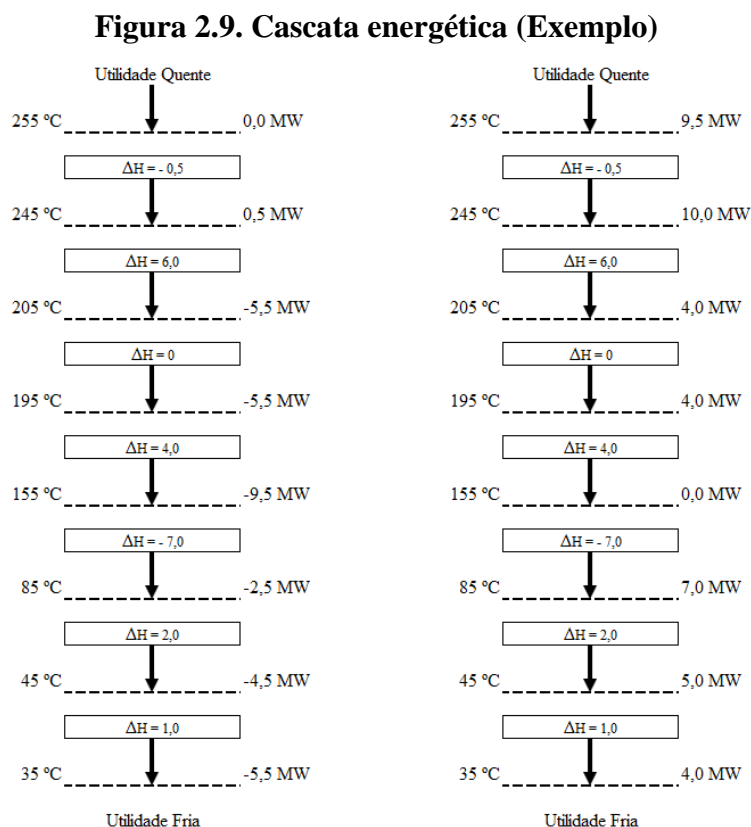 Figura 2.9. Cascata energética (Exemplo)
Utilidade Quente
255 ºC 0,0 MW
ΔH = - 0,5
245 ºC 0,5 MW
ΔH = 6,0
205 ºC -5,5 MW
ΔH = 0
195 ºC -5,5 MW
ΔH = 4,0
155 ºC -9,5 MW
ΔH = - 7,0
85 ºC -2,5 MW
ΔH = 2,0
45 ºC -4,5 MW
ΔH = 1,0
35 ºC -5,5 MW
Utilidade Fria
Utilidade Quente
255 ºC 9,5 MW
ΔH = - 0,5
245 ºC 10,0 MW
ΔH = 6,0
205 ºC 4,0 MW
ΔH = 0
195 ºC 4,0 MW
ΔH = 4,0
155 ºC 0,0 MW
ΔH = - 7,0
85 ºC 7,0 MW
ΔH = 2,0
45 ºC 5,0 MW
ΔH = 1,0
35 ºC 4,0 MW
Utilidade Fria